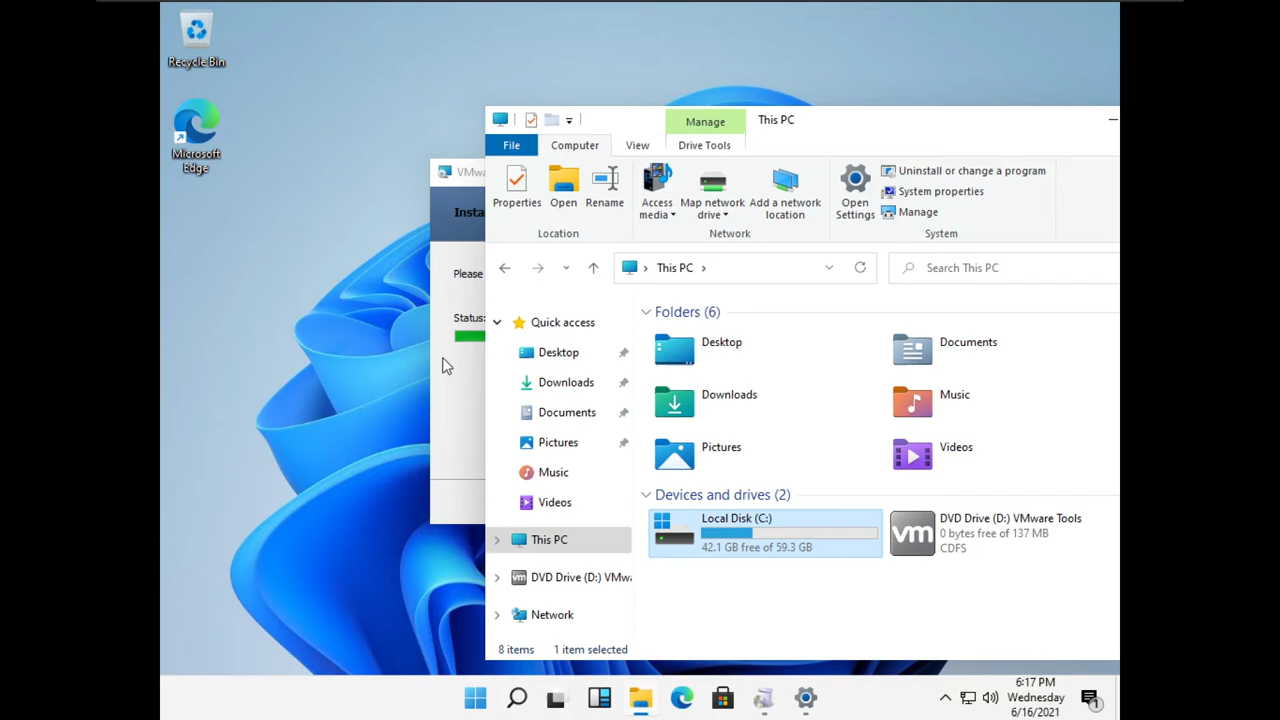 Recycle Bin
Microsoft
Edge
VMwa
Insta
Please
Status:
Manage
This PC
File
Computer
View
Drive Tools
Properties
Open
Rename
Access
media
Map network
drive
Add a network
location
Open
Settings
Uninstall or change a program
System properties
Manage
Location
Network
System
This PC
Search This PC
Quick access
Desktop
Downloads
Documents
Pictures
Music
Videos
This PC
DVD Drive (D:) VMwa
Network
Folders (6)
Desktop
Documents
Downloads
Music
Pictures
Videos
Devices and drives (2)
Local Disk (C:)
42.1 GB free of 59.3 GB
vm
DVD Drive (D:) VMware Tools
0 bytes free of 137 MB
CDFS
8 items
1 item selected
6:17 PM
Wednesday
6/16/2021
1